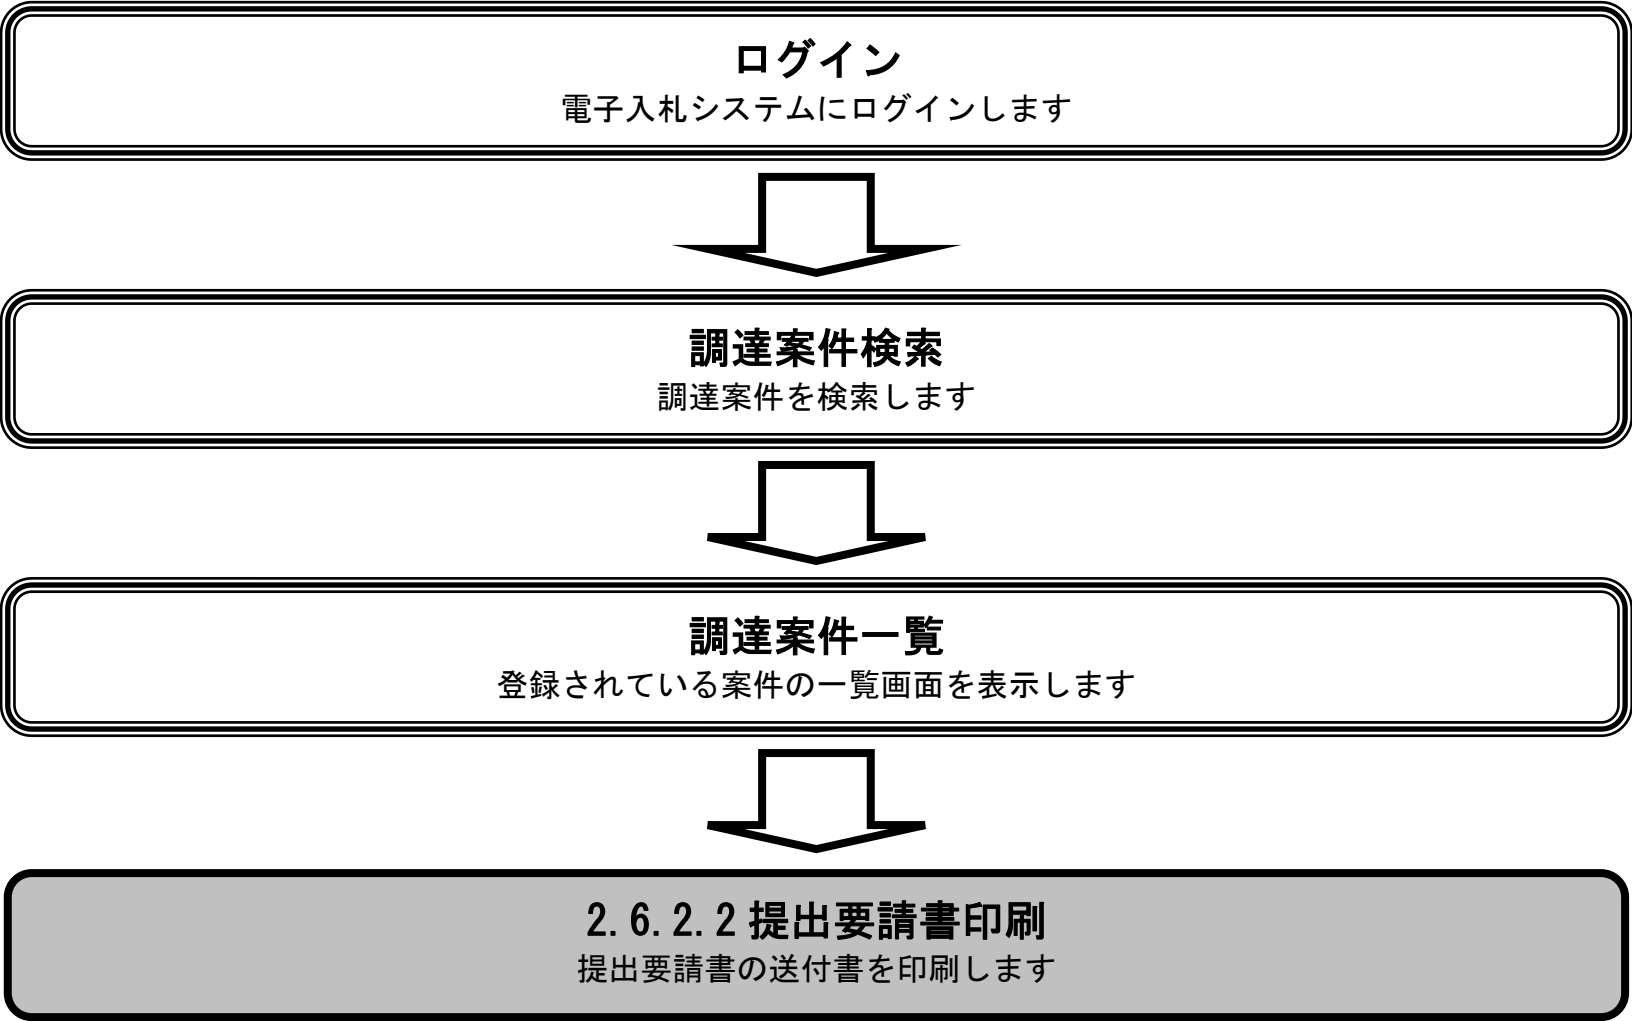 ログイン
電子入札システムにログインします
調達案件検索
調達案件を検索します
調達案件一覧
登録されている案件の一覧画面を表示します
2.6.2.2 提出要請書印刷
提出要請書の送付書を印刷します